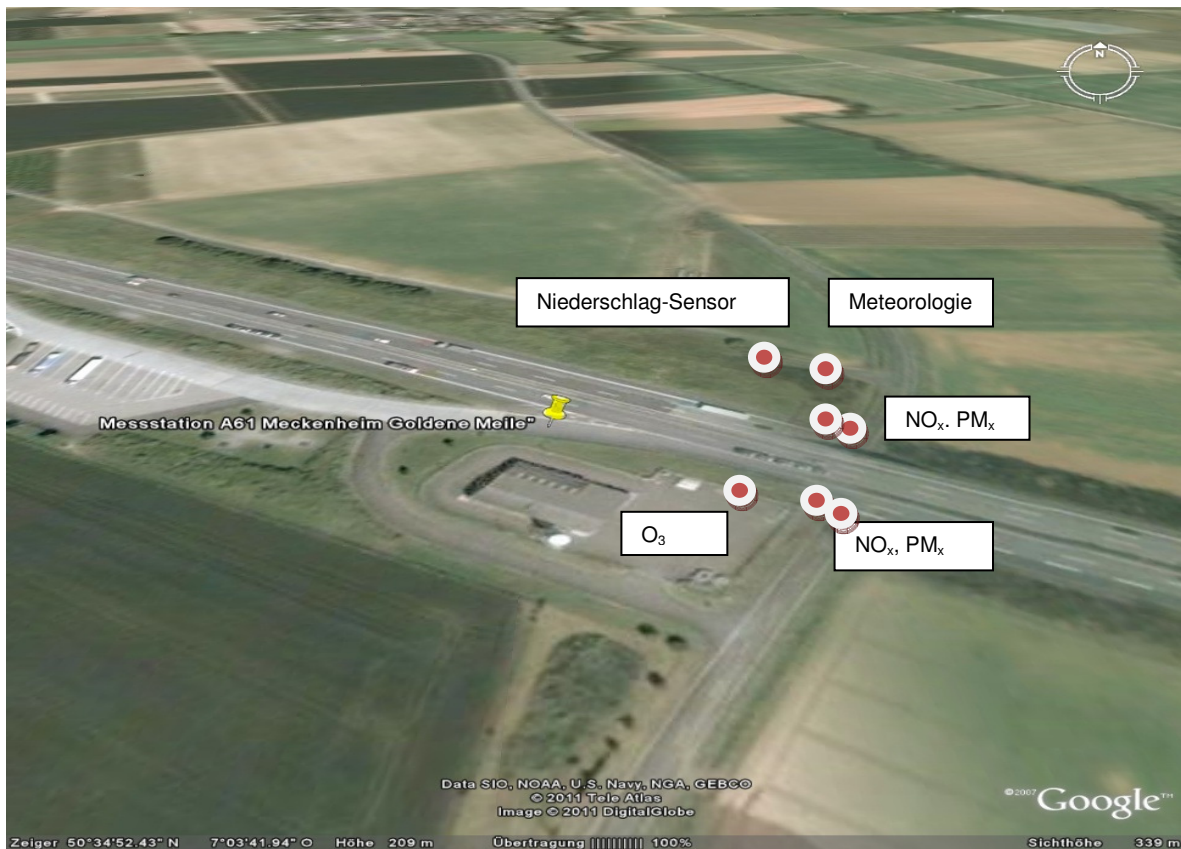 N
Niederschlag-Sensor
Meteorologie
Messstation A61 Meckenheim Goldene Meile"
NOₓ. PMₓ
O₃
NOₓ, PMₓ
Data SIO, NOAA, U.S. Navy, NGA, GEBCO
© 2011 Tele Atlas
Image © 2011 DigitalGlobe
©2007 Google™
Zeiger 50°34'52.43" N 7°03'41.94" O Höhe 209 m Übertragung |||||||||| 100% Sichthöhe 339 m